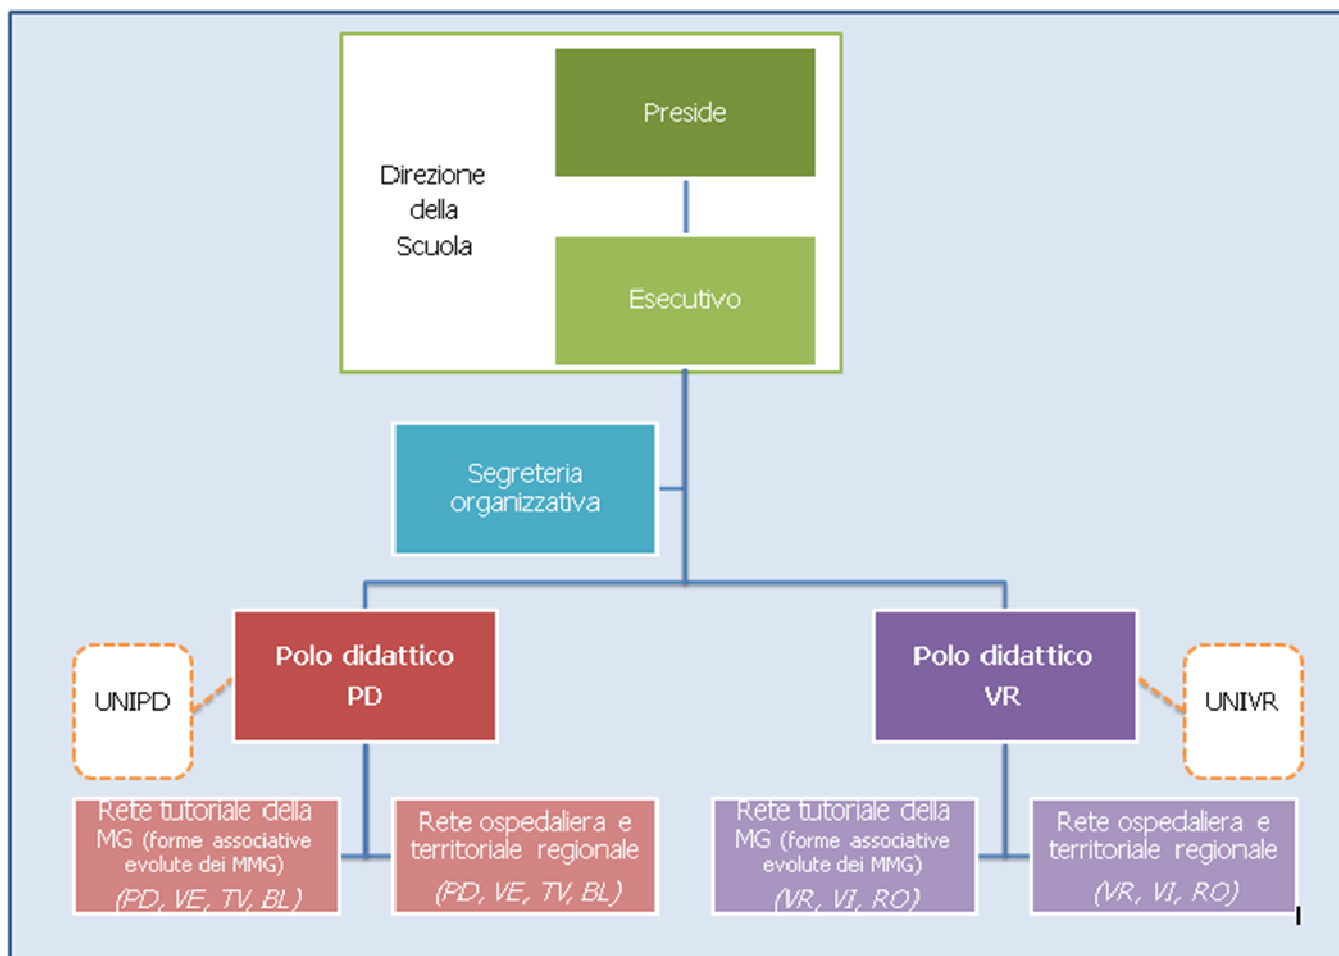 Preside
Direzione
della
Scuola
Esecutivo
Segreteria
organizzativa
Polo didattico
PD
UNIPD
Polo didattico
VR
UNIVR
Rete tutoriale della
MG (forme associative
evolute dei MMG)
(PD, VE, TV, BL)
Rete ospedaliera e
territoriale regionale
(PD, VE, TV, BL)
Rete tutoriale della
MG (forme associative
evolute dei MMG)
(VR, VI, RO)
Rete ospedaliera e
territoriale regionale
(VR, VI, RO)